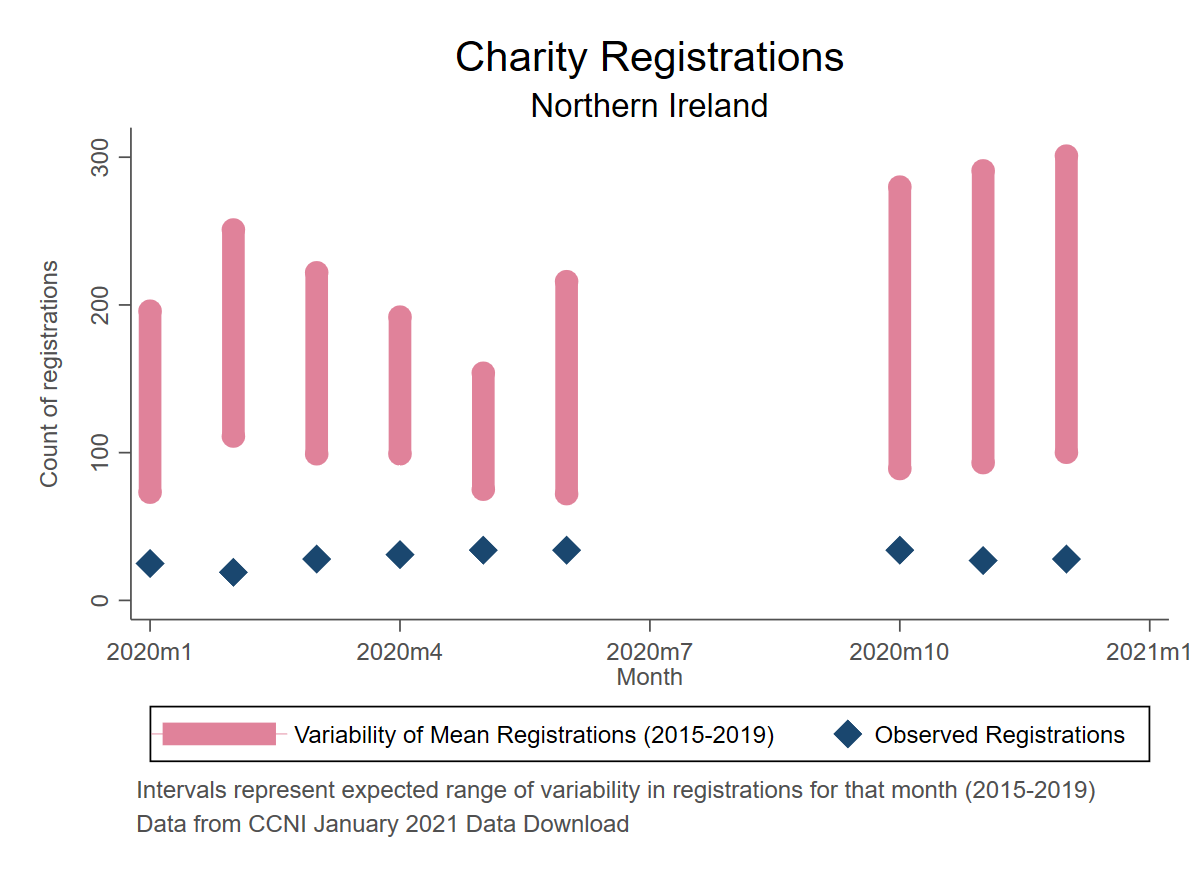 Charity Registrations
Northern Ireland
Count of registrations
300
200
100
0
2020m1 2020m4 2020m7 2020m10 2021m1
Month
Variability of Mean Registrations (2015-2019) Observed Registrations
Intervals represent expected range of variability in registrations for that month (2015-2019)
Data from CCNI January 2021 Data Download